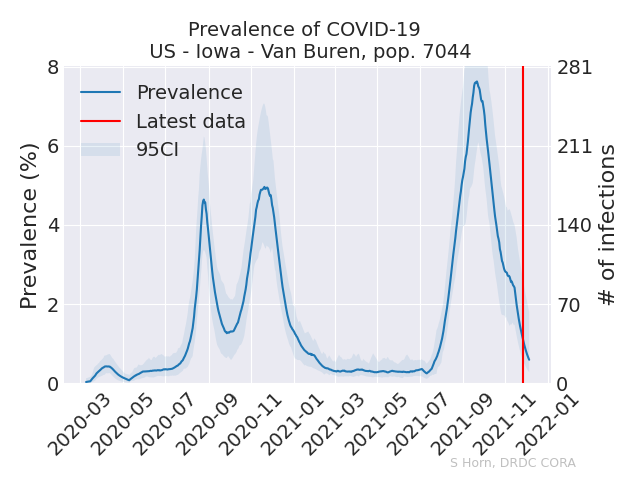 Prevalence of COVID-19
US - Iowa - Van Buren, pop. 7044
Prevalence (%)
8
6
4
2
0
Prevalence
Latest data
95CI
281
211
140
70
0
# of infections
2020-03
2020-05
2020-07
2020-09
2020-11
2021-01
2021-03
2021-05
2021-07
2021-09
2021-11
2022-01
S Horn, DRDC CORA